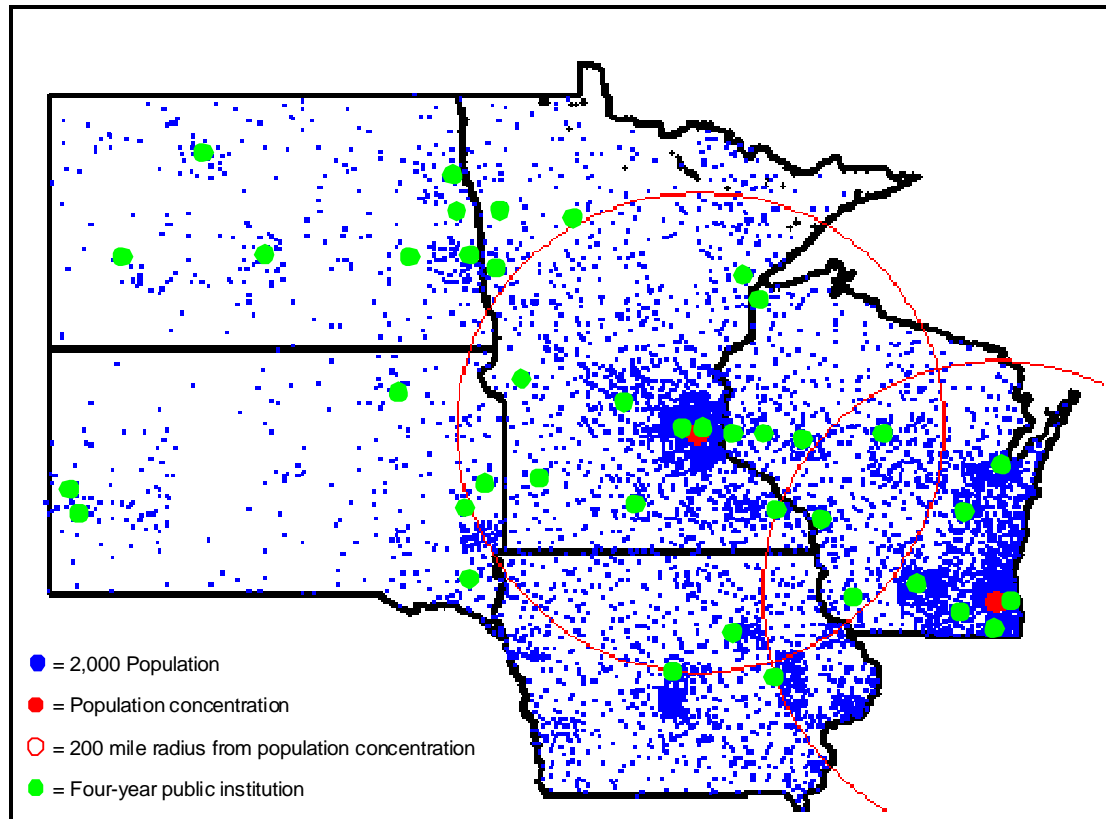 = 2,000 Population
= Population concentration
= 200 mile radius from population concentration
= Four-year public institution